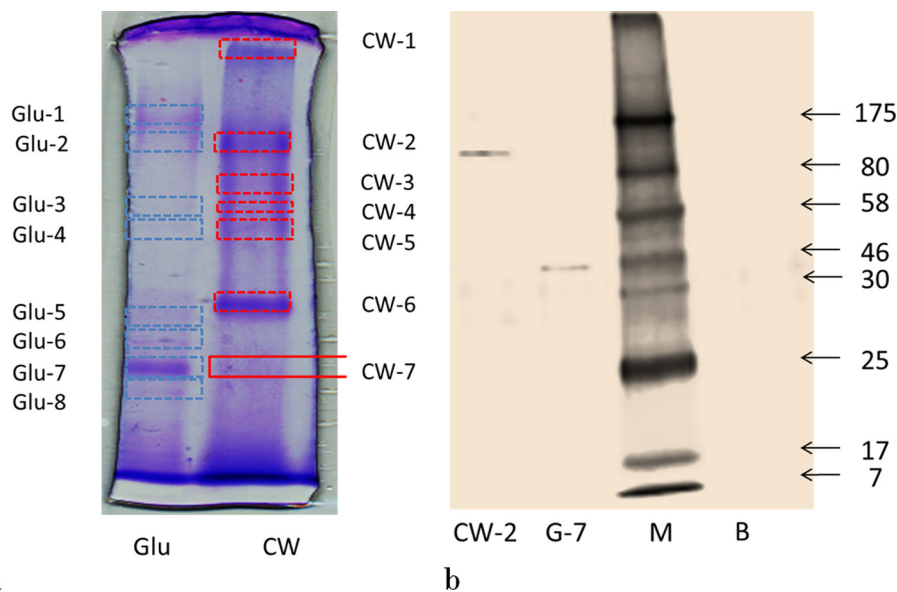 Glu-1
Glu-2
Glu-3
Glu-4
Glu-5
Glu-6
Glu-7
Glu-8
CW-1
CW-2
CW-3
CW-4
CW-5
CW-6
CW-7
Glu CW
175
80
58
46
30
25
17
7
CW-2 G-7 M B
b